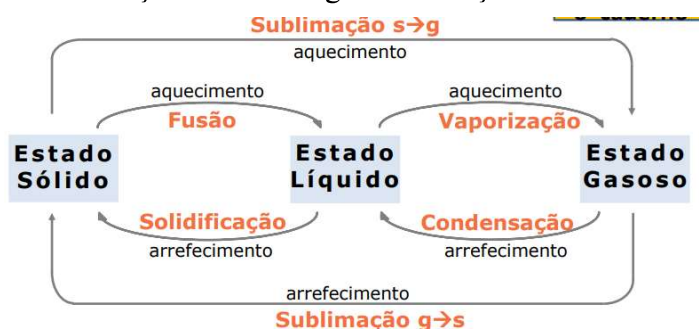 Sublimação s→g
aquecimento
aquecimento
aquecimento
Fusão
Vaporização
Estado
Sólido
Estado
Líquido
Estado
Gasoso
Solidificação
Condensação
arrefecimento
arrefecimento
arrefecimento
Sublimação g→s